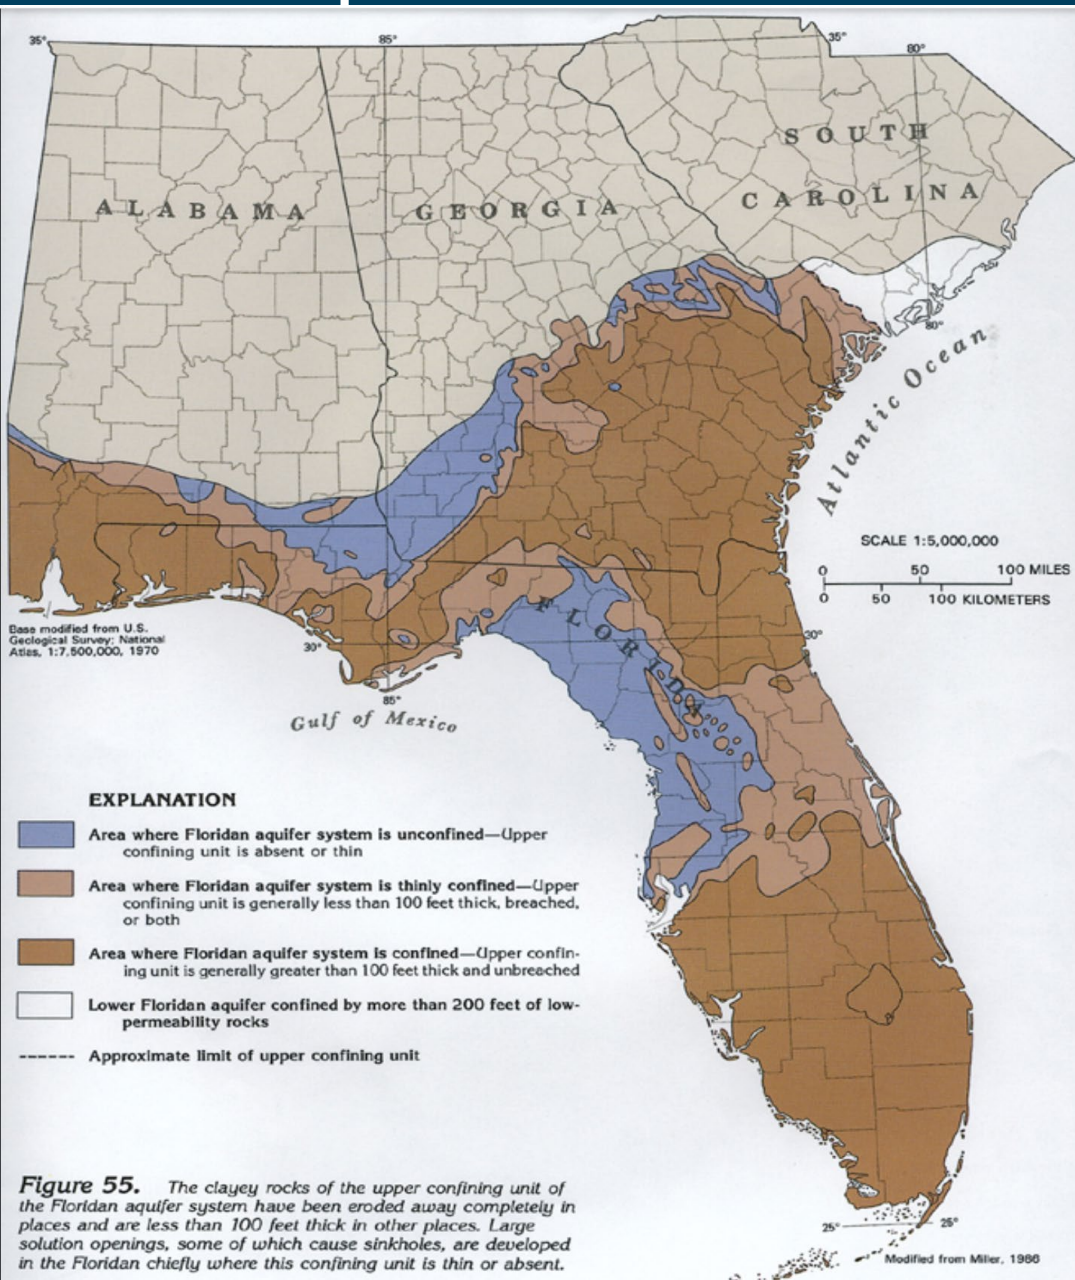 35°
85°
35°
80°
SOUTH
CAROLINA
ALABAMA
GEORGIA
80°
Atlantic Ocean
SCALE 1:5,000,000
0 50 100 MILES
0 50 100 KILOMETERS
FLORIDA
Base modified from U.S.
Geological Survey: National
Atlas, 1:7,500,000, 1970
30°
30°
85°
Gulf of Mexico
EXPLANATION
Area where Floridan aquifer system is unconfined—Upper
confining unit is absent or thin
Area where Floridan aquifer system is thinly confined—Upper
confining unit is generally less than 100 feet thick, breached,
or both
Area where Floridan aquifer system is confined—Upper confin-
ing unit is generally greater than 100 feet thick and unbreached
Lower Floridan aquifer confined by more than 200 feet of low-
permeability rocks
Approximate limit of upper confining unit
Figure 55. The clayey rocks of the upper confining unit of
the Floridan aquifer system have been eroded away completely in
places and are less than 100 feet thick in other places. Large
solution openings, some of which cause sinkholes, are developed
in the Floridan chiefly where this confining unit is thin or absent.
25°
25°
Modified from Miller, 1986